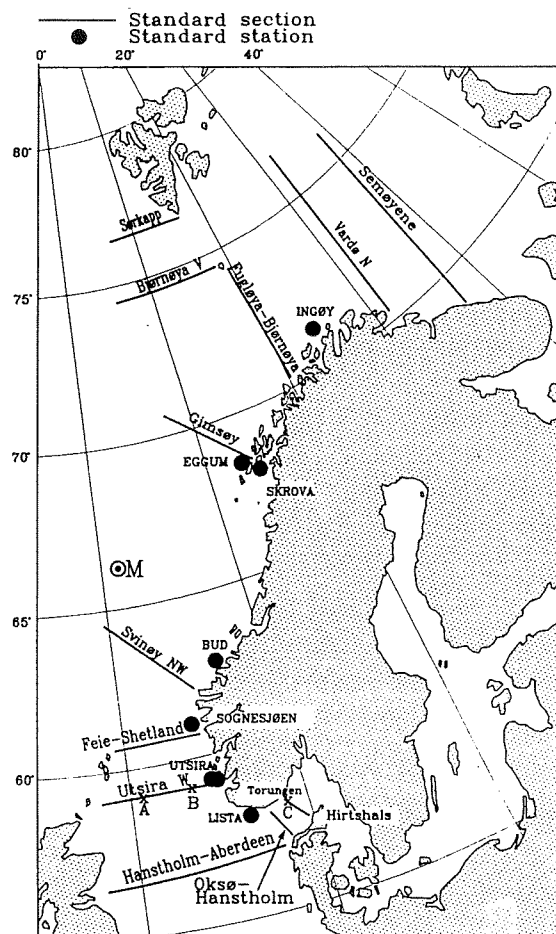 Standard section
Standard station
0° 20° 40°
80°
Sørkapp
Semøyene
Vardø N
75°
Bjørnøya V
Fugløya-Bjørnøya
INGØY
Gimsøy
70°
EGGUM
SKROVA
M
65°
Svinøy NW
BUD
Feie-Shetland
SOGNESJØEN
60°
UTSIRA
Utsira W
A
B
Torungen
C
Hirtshals
LISTA
Hanstholm-Aberdeen
Oksø-
Hanstholm